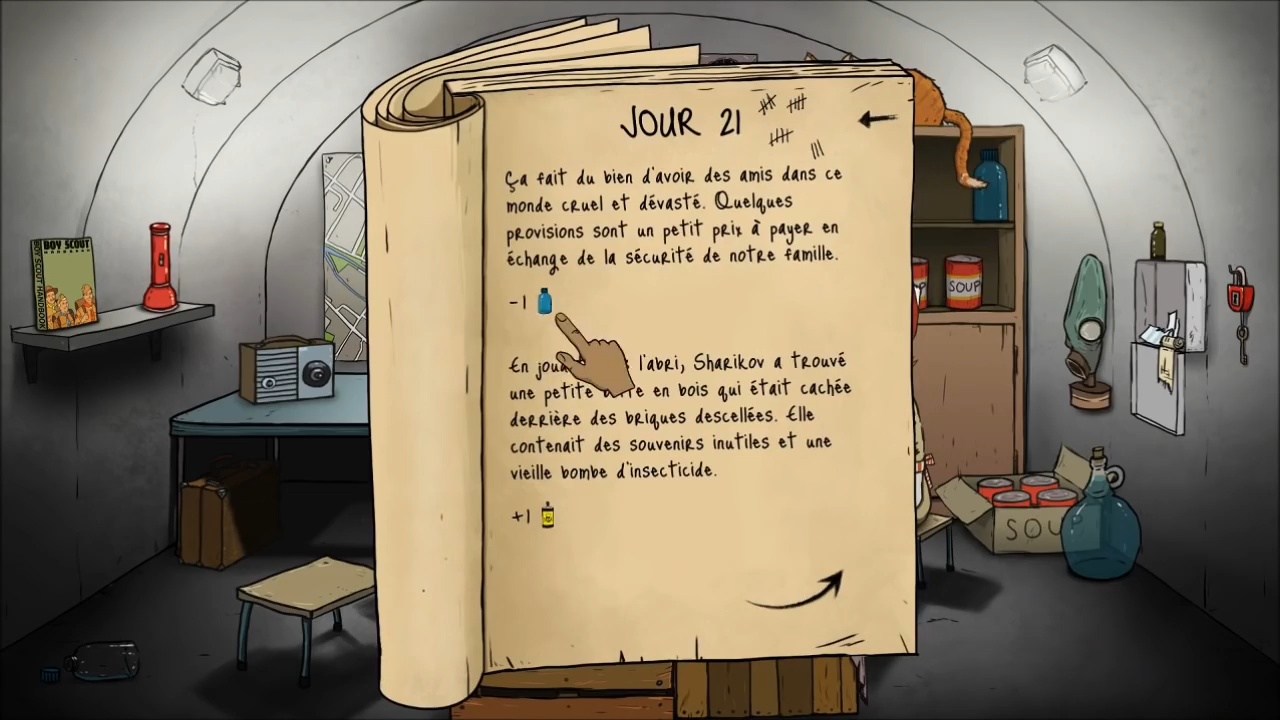 JOUR 21
Ça fait du bien d'avoir des amis dans ce
monde cruel et dévasté. Quelques
provisions sont un petit prix à payer en
échange de la sécurité de notre famille.
-1
En l'abri, Sharikov a trouvé
une petite en bois qui était cachée
derrière des briques descellées. Elle
contenait des souvenirs inutiles et une
vieille bombe d'insecticide.
+1
BOY SCOUT
BOY SCOUT HANDBOOK
SOUP
SOUP